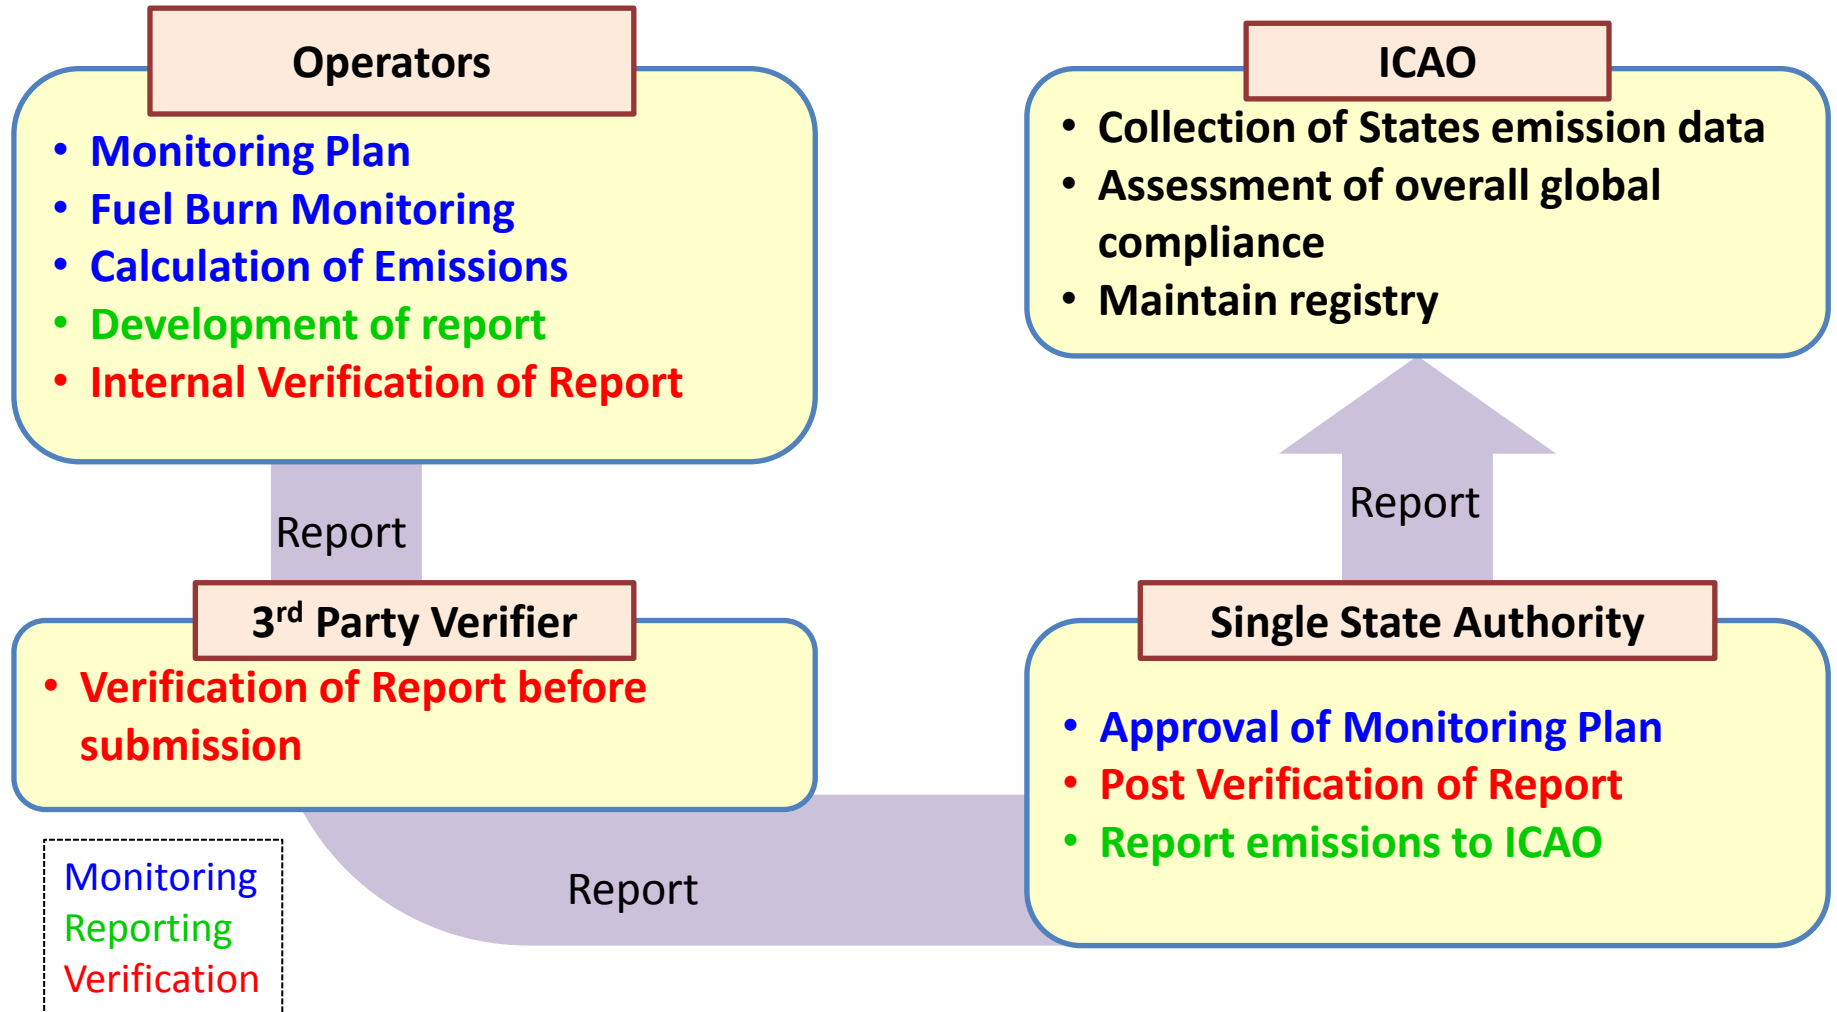 Operators
• Monitoring Plan
• Fuel Burn Monitoring
• Calculation of Emissions
• Development of report
• Internal Verification of Report
Report
3rd Party Verifier
• Verification of Report before
submission
Report
Single State Authority
• Approval of Monitoring Plan
• Post Verification of Report
• Report emissions to ICAO
Report
ICAO
• Collection of States emission data
• Assessment of overall global
compliance
• Maintain registry
Monitoring
Reporting
Verification